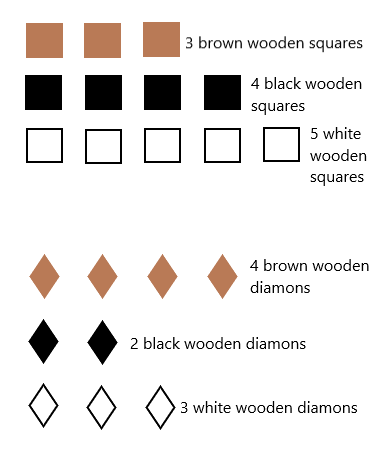 3 brown wooden squares
4 black wooden
squares
5 white
wooden
squares
4 brown wooden
diamons
2 black wooden diamons
3 white wooden diamons